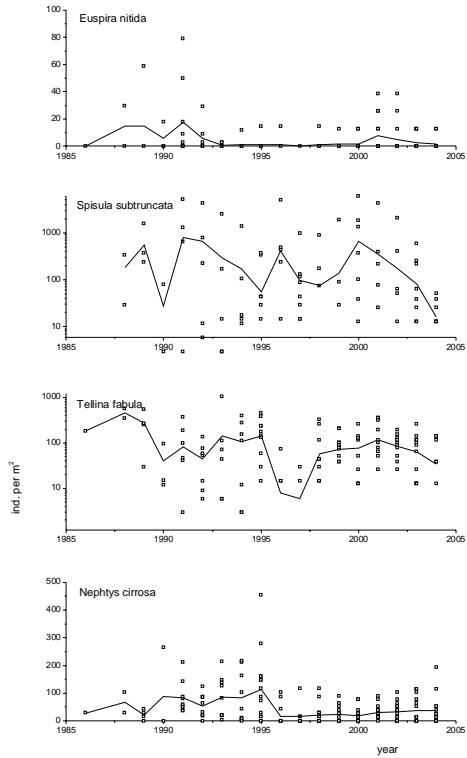 Euspira nitida
100
80
60
40
20
0
1985 1990 1995 2000 2005
Spisula subtruncata
1000
100
10
1985 1990 1995 2000 2005
Tellina fabula
1000
100
10
1985 1990 1995 2000 2005
ind. per m²
Nephtys cirrosa
500
400
300
200
100
0
1985 1990 1995 2000 2005
year